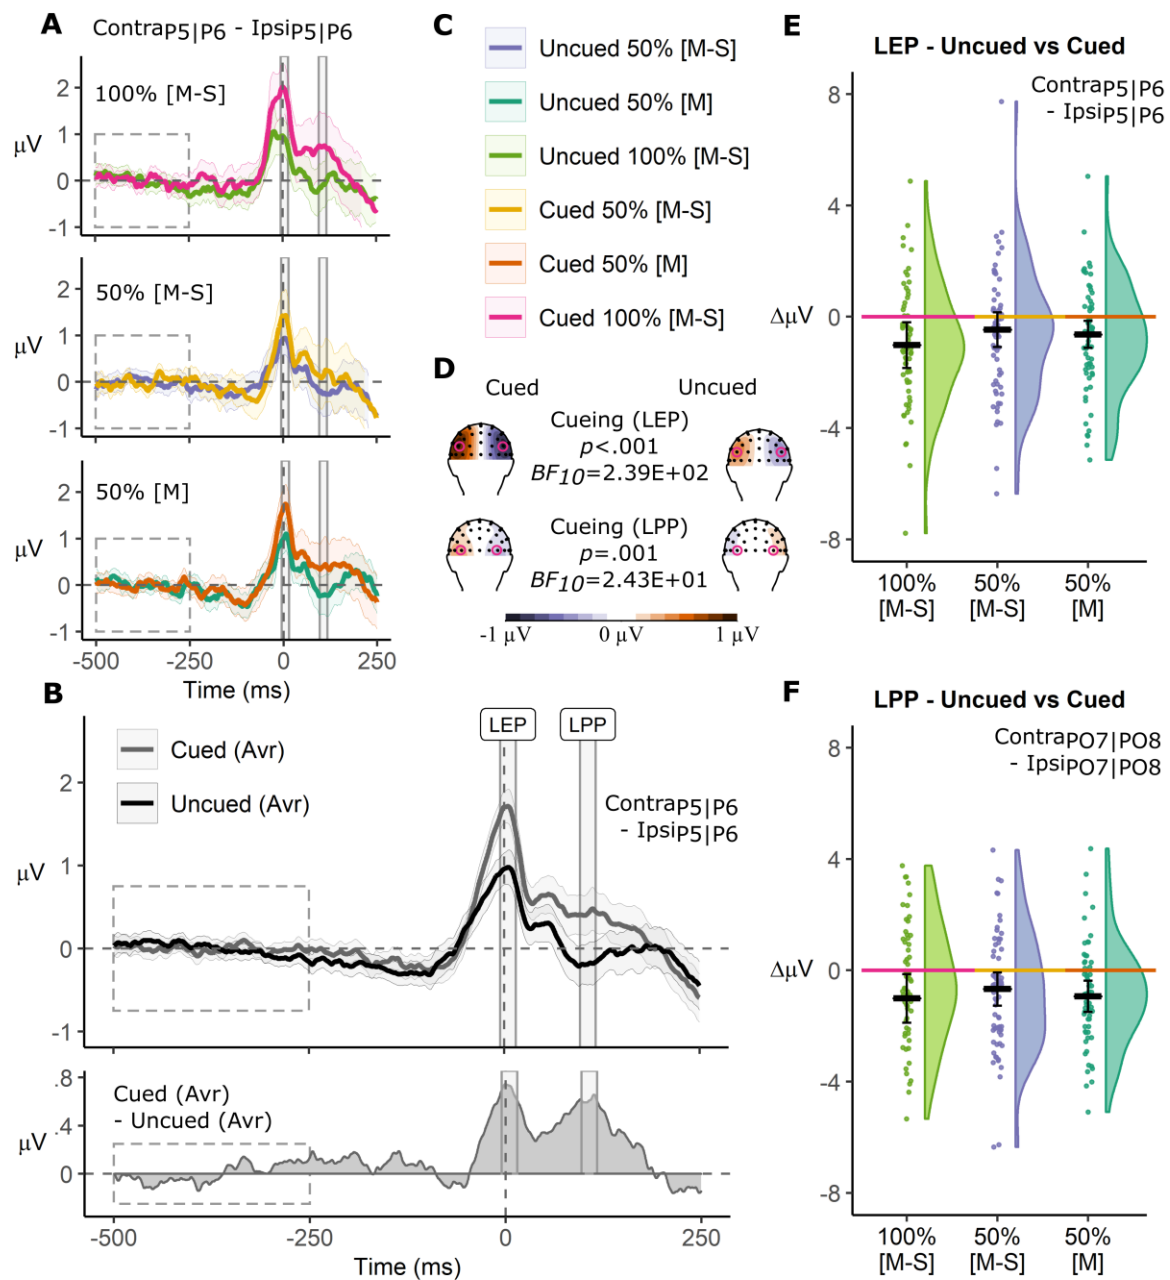 A
ContraP5|P6 - IpsiP5|P6
100% [M-S]
μV
2
1
0
-1
50% [M-S]
μV
2
1
0
-1
50% [M]
μV
2
1
0
-1
-500
-250
0
250
Time (ms)
B
LEP
LPP
Cued (Avr)
Uncued (Avr)
ContraP5|P6
- IpsiP5|P6
μV
2
1
0
-1
Cued (Avr)
- Uncued (Avr)
μV
.8
.4
0
-500
-250
0
250
Time (ms)
C
Uncued 50% [M-S]
Uncued 50% [M]
Uncued 100% [M-S]
Cued 50% [M-S]
Cued 50% [M]
Cued 100% [M-S]
D
Cued
Uncued
Cueing (LEP)
p<.001
BF10=2.39E+02
Cueing (LPP)
p=.001
BF10=2.43E+01
-1 μV
0 μV
1 μV
E
LEP - Uncued vs Cued
ContraP5|P6
- IpsiP5|P6
ΔμV
8
4
0
-4
-8
100%
[M-S]
50%
[M-S]
50%
[M]
F
LPP - Uncued vs Cued
ContraPO7|PO8
- IpsiPO7|PO8
ΔμV
8
4
0
-4
-8
100%
[M-S]
50%
[M-S]
50%
[M]